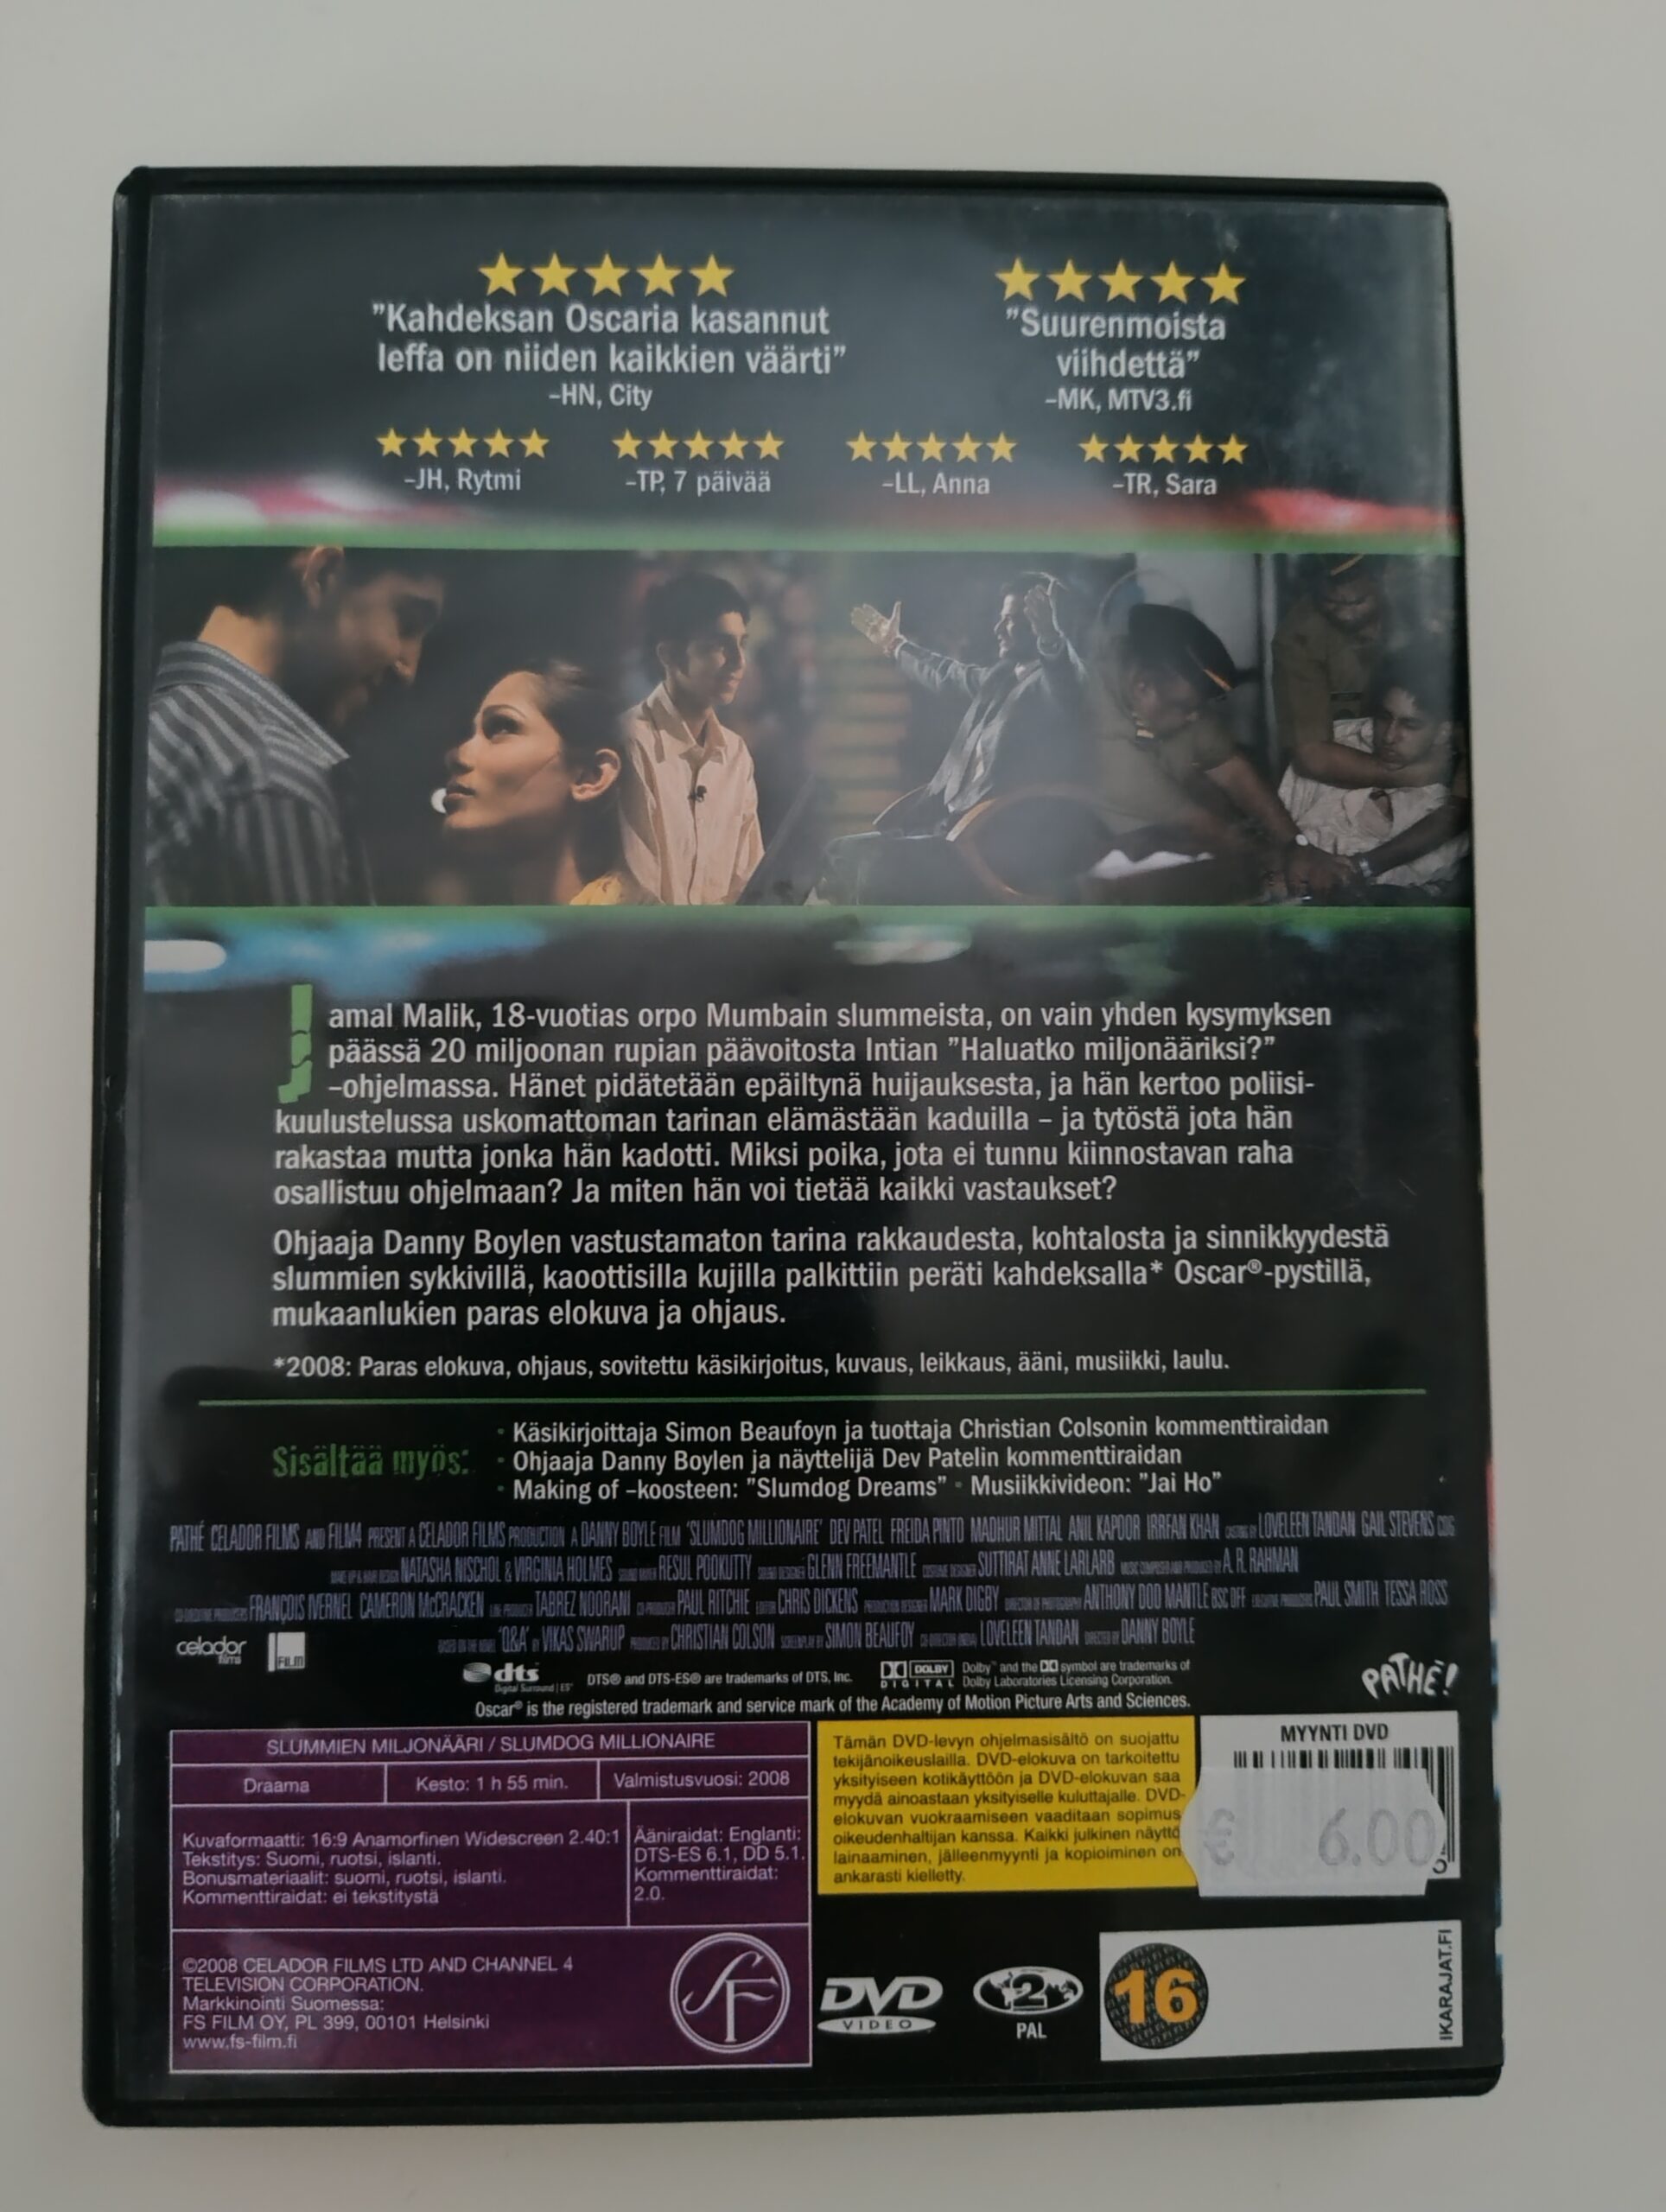 "Kahdeksan Oscaria kasannut
leffa on niiden kaikkien väärti"
–HN, City
"Suurenmoista
viihdettä"
–MK, MTV3.fi
–JH, Rytmi
–TP, 7 päivää
–LL, Anna
–TR, Sara
Jamal Malik, 18-vuotias orpo Mumbain slummeista, on vain yhden kysymyksen
päässä 20 miljoonan rupian päävoitosta Intian "Haluatko miljonääriksi?"
–ohjelmassa. Hänet pidätetään epäiltynä huijauksesta, ja hän kertoo poliisi-
kuulustelussa uskomattoman tarinan elämästään kaduilla – ja tytöstä jota hän
rakastaa mutta jonka hän kadotti. Miksi poika, jota ei tunnu kiinnostavan raha
osallistuu ohjelmaan? Ja miten hän voi tietää kaikki vastaukset?
Ohjaaja Danny Boylen vastustamaton tarina rakkaudesta, kohtalosta ja sinnikkyydestä
slummien sykkivillä, kaoottisilla kujilla palkittiin peräti kahdeksalla* Oscar®-pystillä,
mukaanlukien paras elokuva ja ohjaus.
*2008: Paras elokuva, ohjaus, sovitettu käsikirjoitus, kuvaus, leikkaus, ääni, musiikki, laulu.
Sisältää myös:
• Käsikirjoittaja Simon Beaufoyn ja tuottaja Christian Colsonin kommenttiraidan
• Ohjaaja Danny Boylen ja näyttelijä Dev Patelin kommenttiraidan
• Making of –koosteen: "Slumdog Dreams" • Musiikkivideon: "Jai Ho"
PATHÉ CELADOR FILMS AND FILM4 PRESENT A CELADOR FILMS PRODUCTION A DANNY BOYLE FILM 'SLUMDOG MILLIONAIRE' DEV PATEL FREIDA PINTO MADHUR MITTAL ANIL KAPOOR IRRFAN KHAN CASTING BY LOVELEEN TANDAN GAIL STEVENS CDG
NATASHA NISCHOL & VIRGINIA HOLMES RESUL POOKUTTY GLENN FREEMANTLE SUTTIRAT ANNE LARLARB A. R. RAHMAN
FRANÇOIS IVERNEL CAMERON McCRACKEN TABREZ NOORANI PAUL RITCHIE CHRIS DICKENS MARK DIGBY ANTHONY DOD MANTLE BSC DFF PAUL SMITH TESSA ROSS
'Q&A' BY VIKAS SWARUP CHRISTIAN COLSON SIMON BEAUFOY LOVELEEN TANDAN DANNY BOYLE
celador
films
FILM
dts
Digital Surround | ES
DTS® and DTS-ES® are trademarks of DTS, Inc.
DOLBY
DIGITAL
Dolby and the DD symbol are trademarks of
Dolby Laboratories Licensing Corporation.
PATHÉ!
Oscar® is the registered trademark and service mark of the Academy of Motion Picture Arts and Sciences.
SLUMMIEN MILJONÄÄRI / SLUMDOG MILLIONAIRE
Draama
Kesto: 1 h 55 min.
Valmistusvuosi: 2008
Kuvaformaatti: 16:9 Anamorfinen Widescreen 2.40:1
Tekstitys: Suomi, ruotsi, islanti.
Bonusmateriaalit: suomi, ruotsi, islanti.
Kommenttiraidat: ei tekstitystä
Ääniraidat: Englanti:
DTS-ES 6.1, DD 5.1.
Kommenttiraidat:
2.0.
©2008 CELADOR FILMS LTD AND CHANNEL 4
TELEVISION CORPORATION.
Markkinointi Suomessa:
FS FILM OY, PL 399, 00101 Helsinki
www.fs-film.fi
SF
Tämän DVD-levyn ohjelmasisältö on suojattu
tekijänoikeuslailla. DVD-elokuva on tarkoitettu
yksityiseen kotikäyttöön ja DVD-elokuvan saa
myydä ainoastaan yksityiselle kuluttajalle. DVD-
elokuvan vuokraamiseen vaaditaan sopimus
oikeudenhaltijan kanssa. Kaikki julkinen näyttö
lainaaminen, jälleenmyynti ja kopioiminen on
ankarasti kielletty.
MYYNTI DVD
€ 6.00
5
DVD
VIDEO
2
PAL
16
IKARAJAT.FI